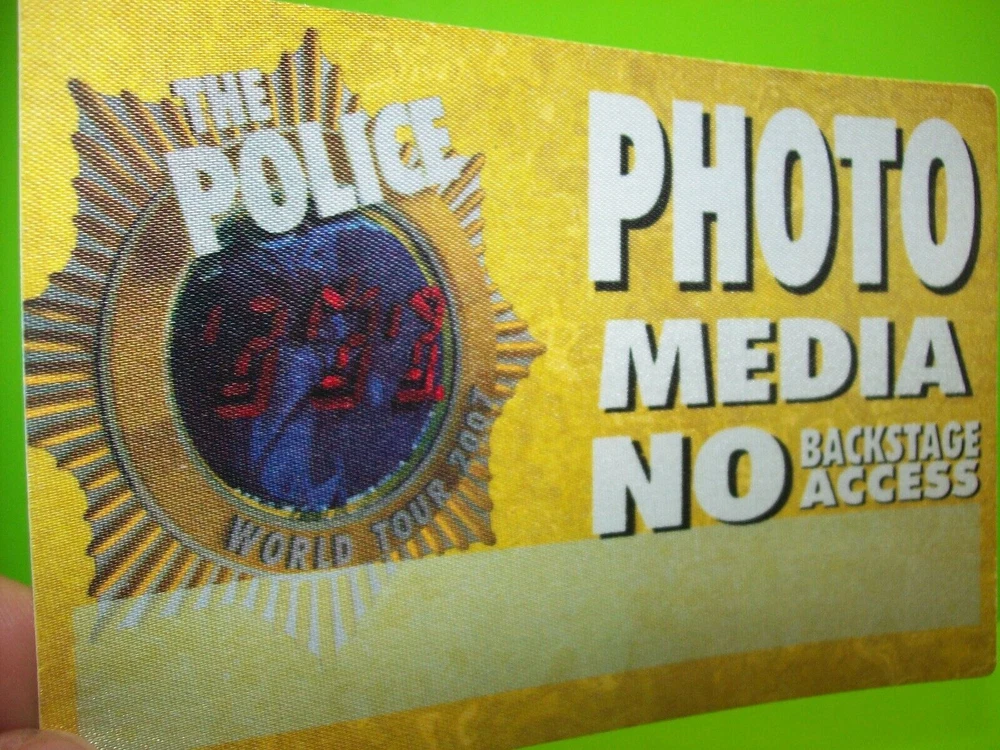 THE
POLICE
WORLD TOUR 2007
PHOTO
MEDIA
NO BACKSTAGE
ACCESS